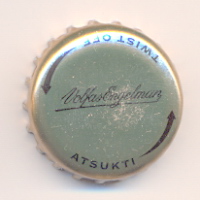 TWIST OFF
Volfas Engelman
ATSUKTI